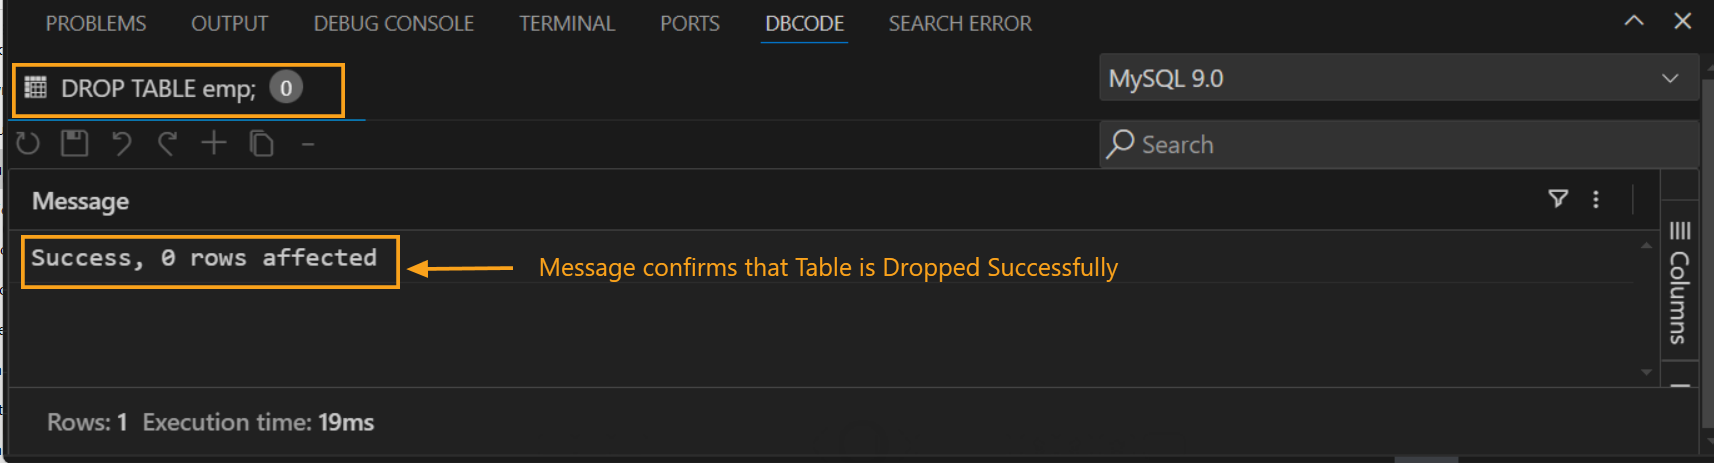 PROBLEMS OUTPUT DEBUG CONSOLE TERMINAL PORTS DBCODE SEARCH ERROR
DROP TABLE emp; 0
MySQL 9.0
Search
Message
Success, 0 rows affected
Message confirms that Table is Dropped Successfully
Columns
Rows: 1 Execution time: 19ms